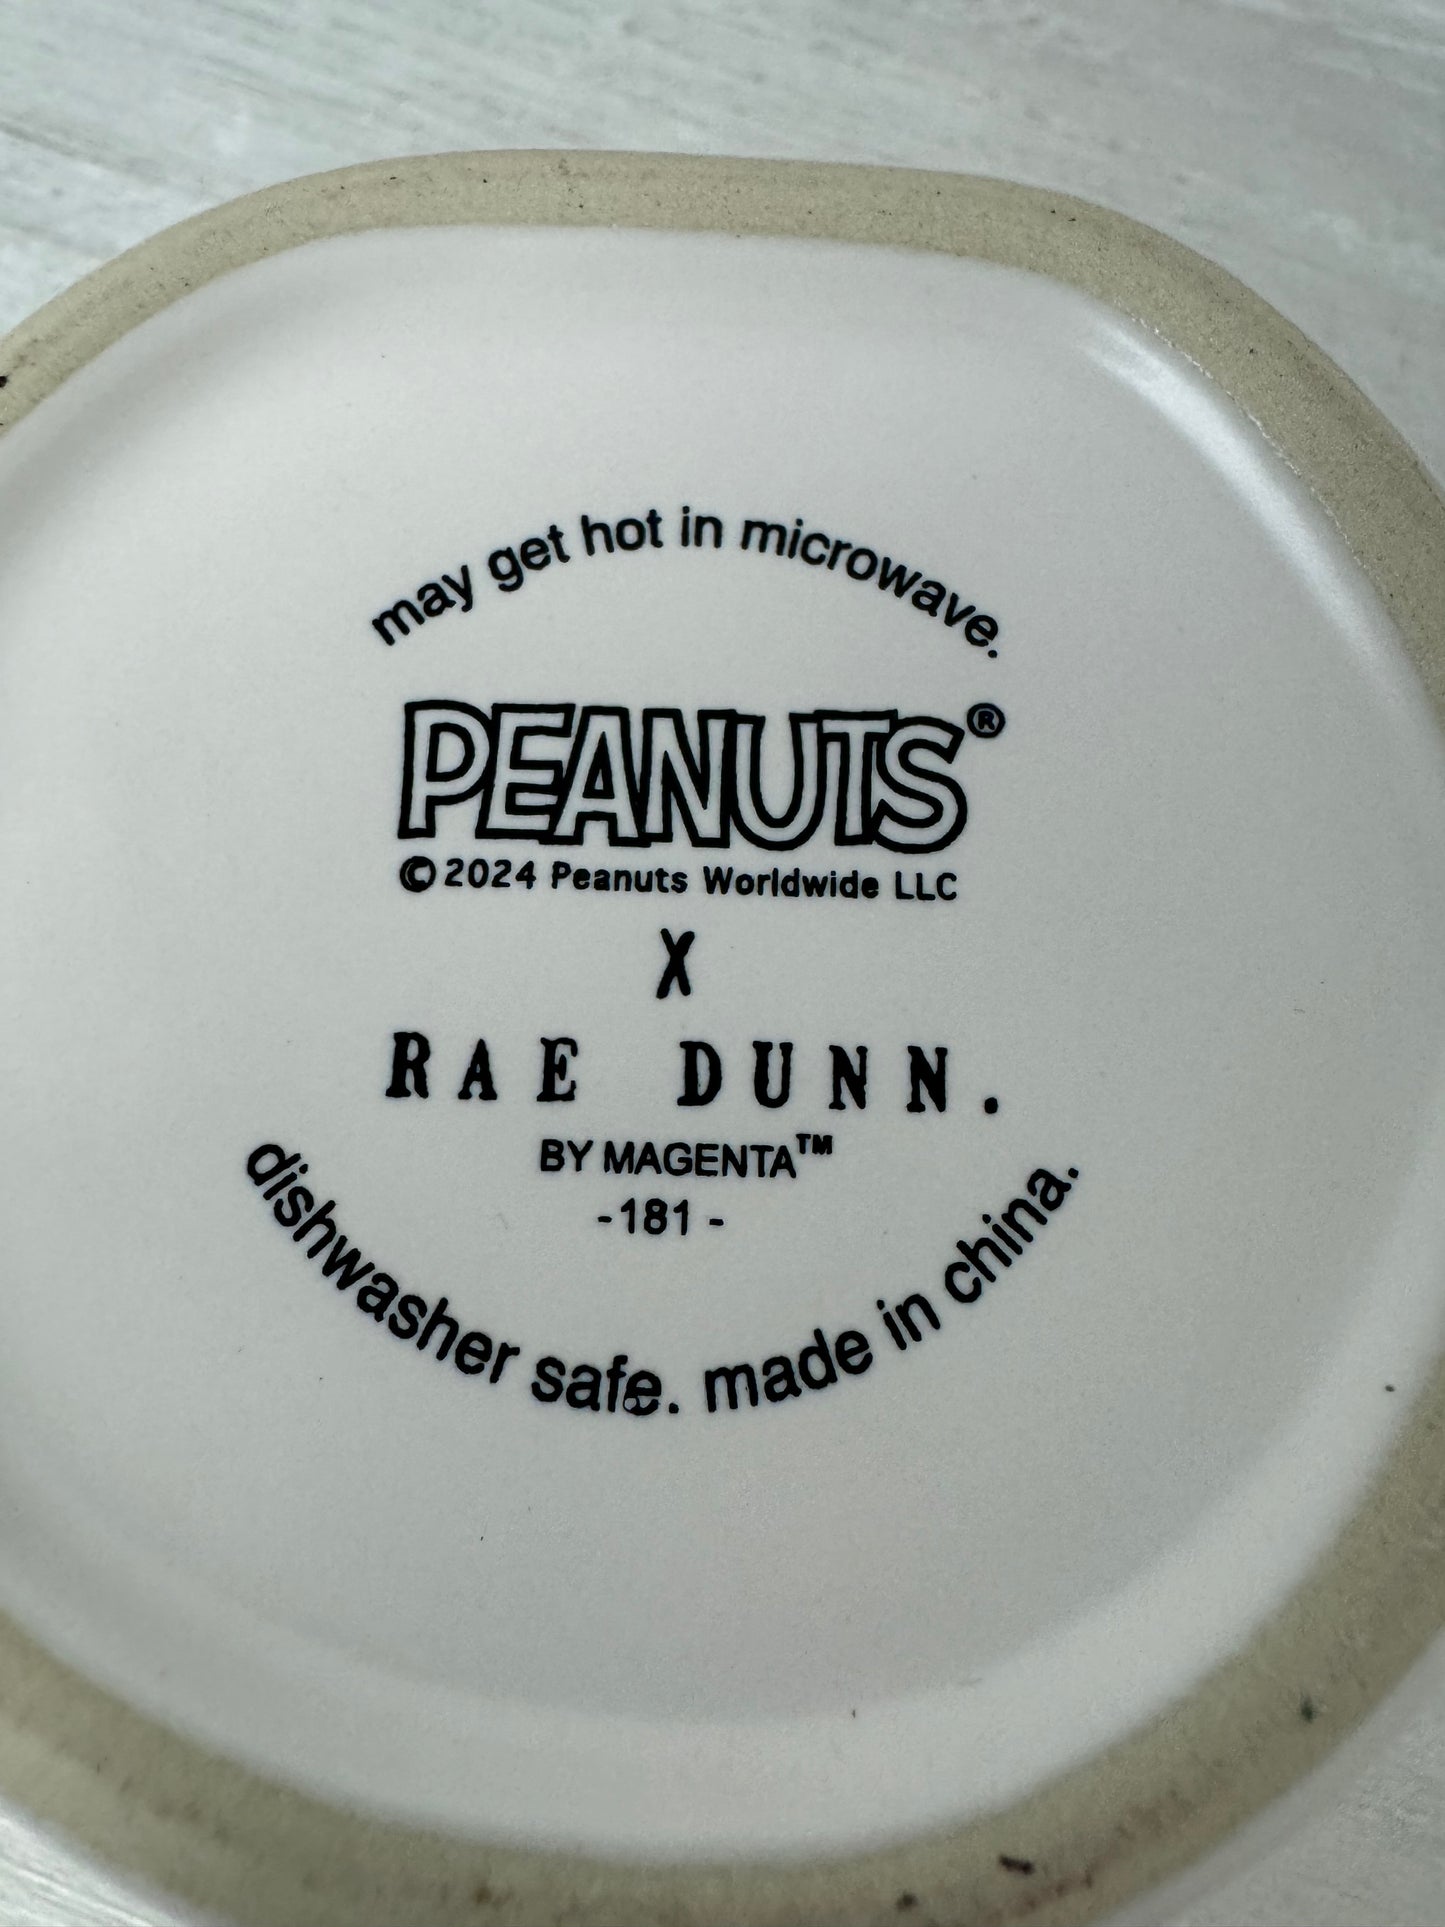 may get hot in microwave.
PEANUTS®
©2024 Peanuts Worldwide LLC
X
RAE DUNN.
BY MAGENTA™
-181 -
dishwasher safe. made in china.